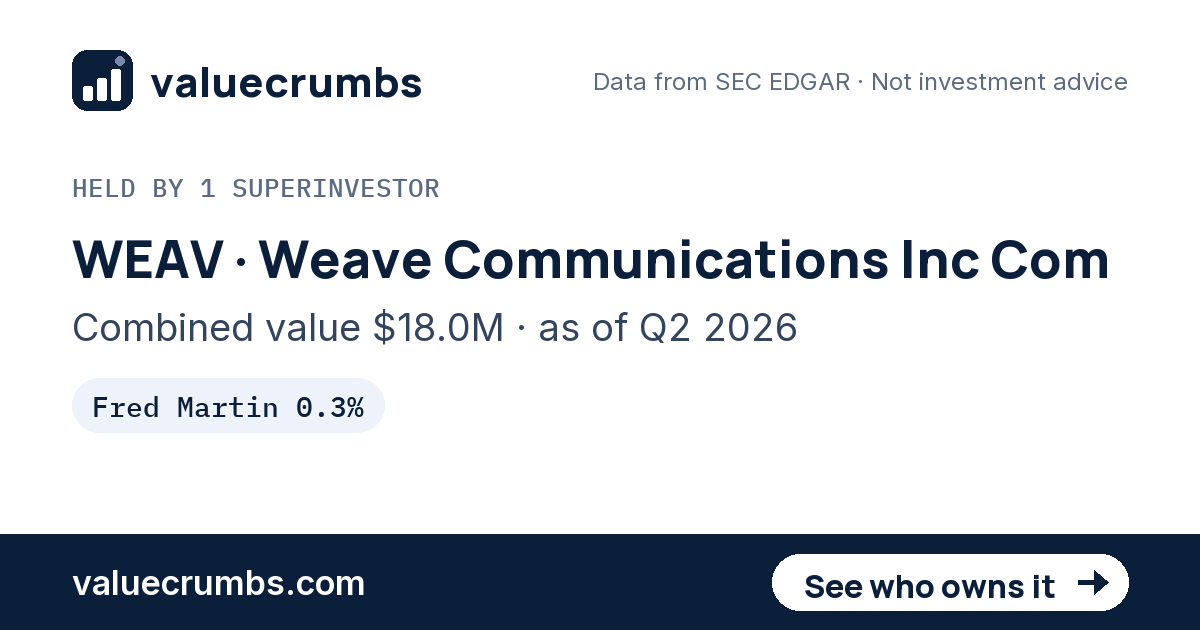 valuecrumbs
Data from SEC EDGAR · Not investment advice
HELD BY 1 SUPERINVESTOR
WEAV · Weave Communications Inc Com
Combined value $18.0M · as of Q2 2026
Fred Martin 0.3%
valuecrumbs.com
See who owns it →